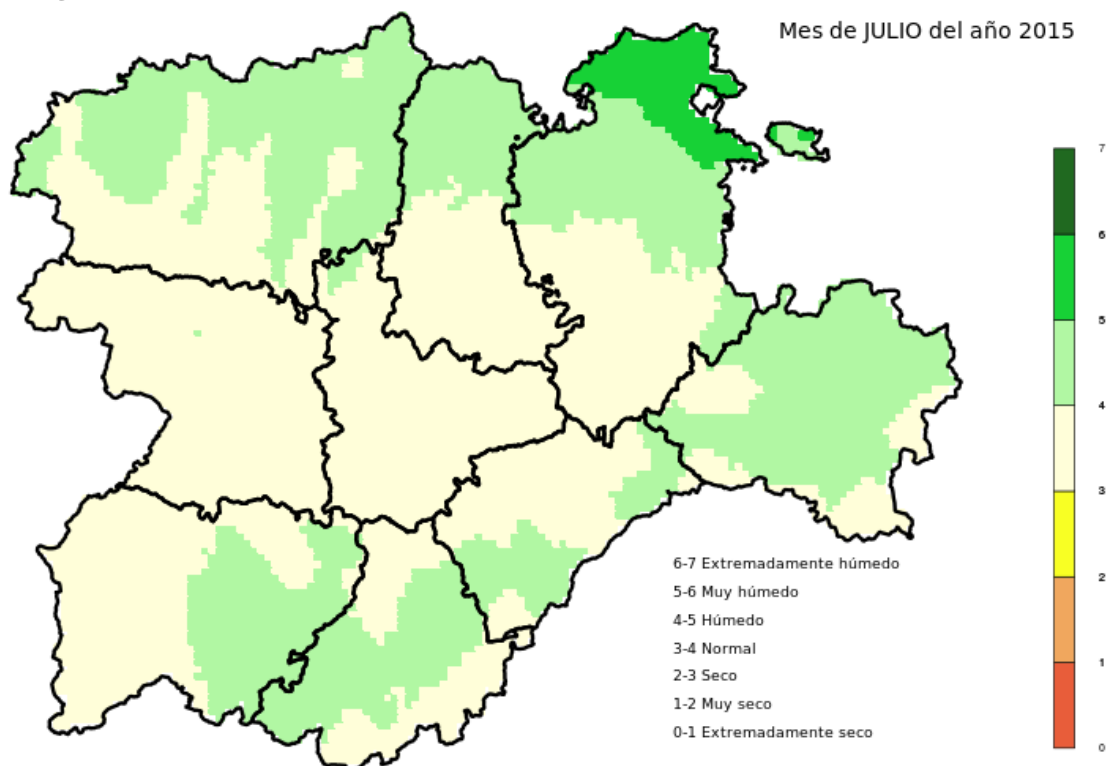 Mes de JULIO del año 2015
7
6
5
4
3
2
1
0
6-7 Extremadamente húmedo
5-6 Muy húmedo
4-5 Húmedo
3-4 Normal
2-3 Seco
1-2 Muy seco
0-1 Extremadamente seco